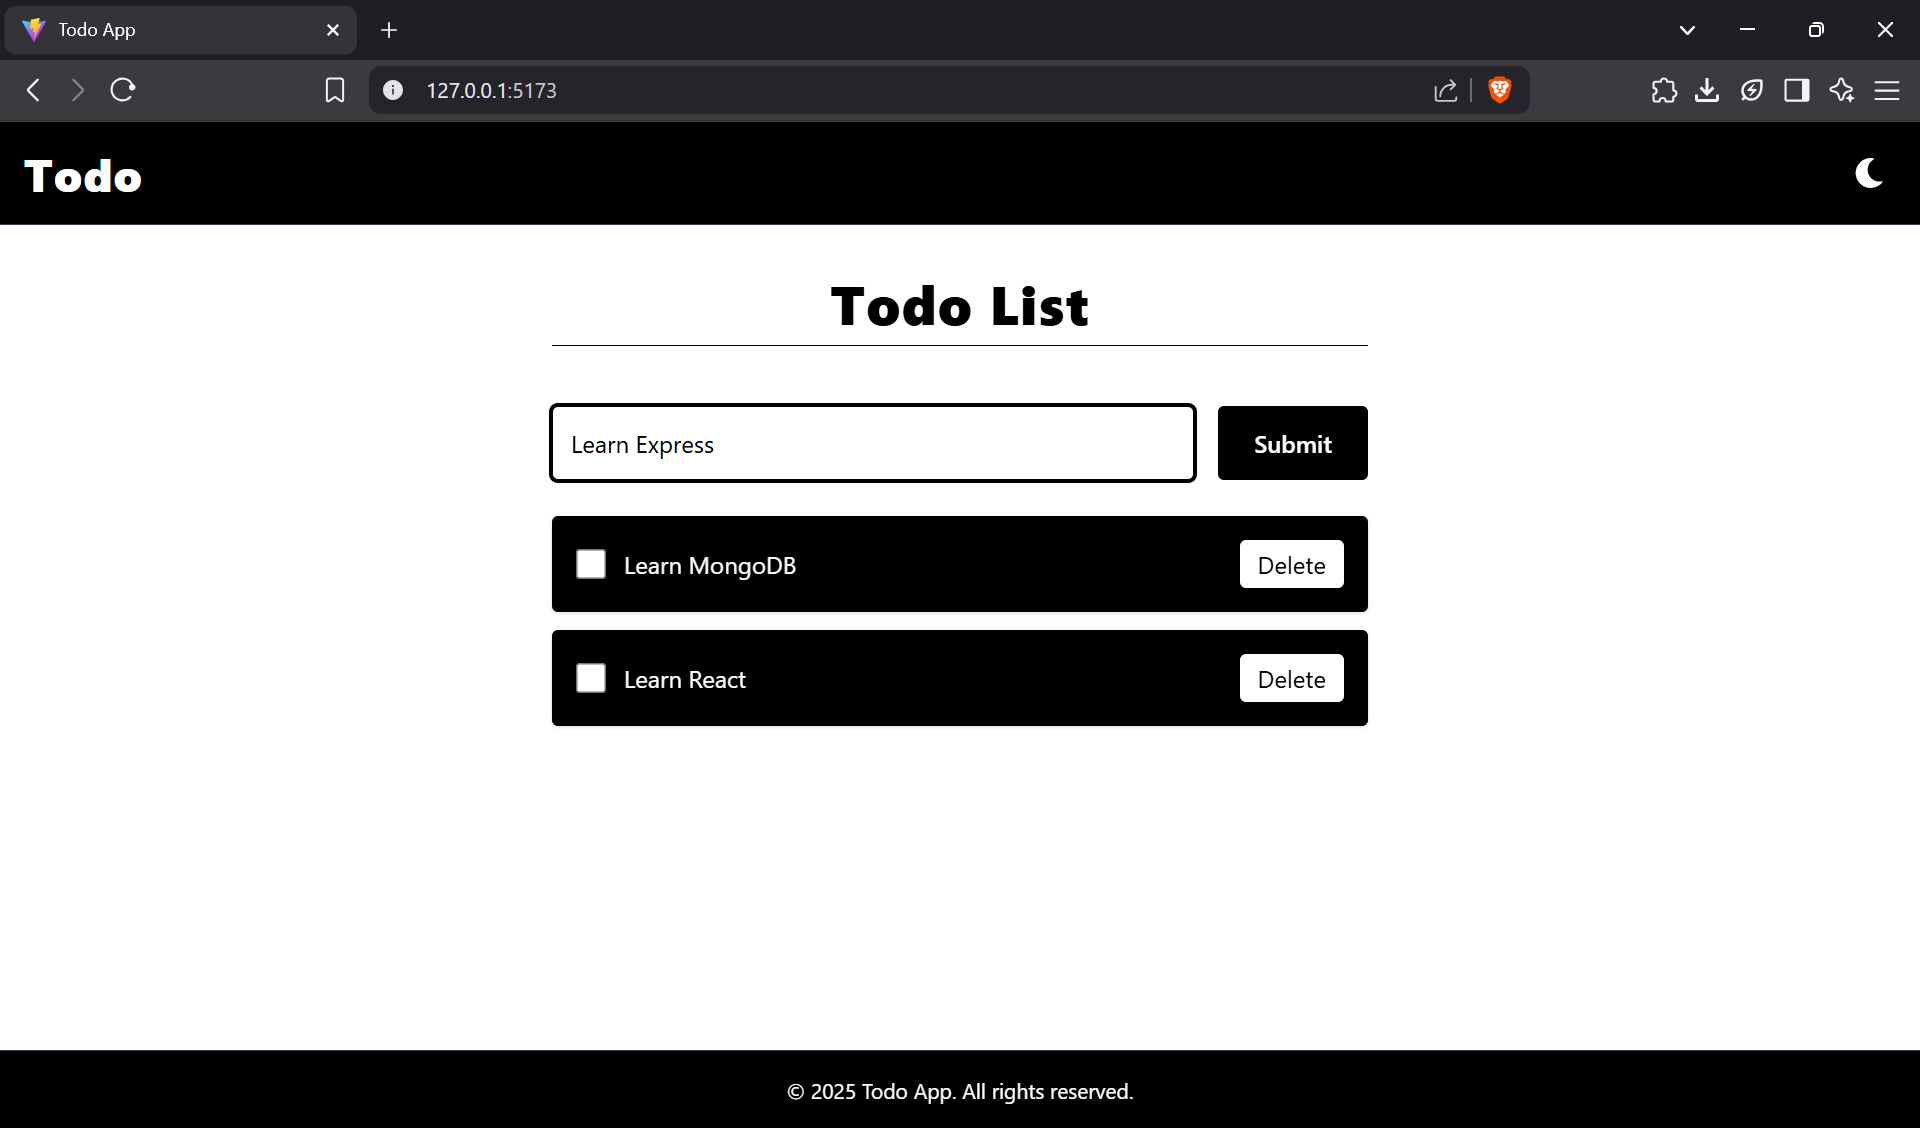 Todo App
127.0.0.1:5173
Todo
Todo List
Learn Express
Submit
Learn MongoDB
Delete
Learn React
Delete
© 2025 Todo App. All rights reserved.